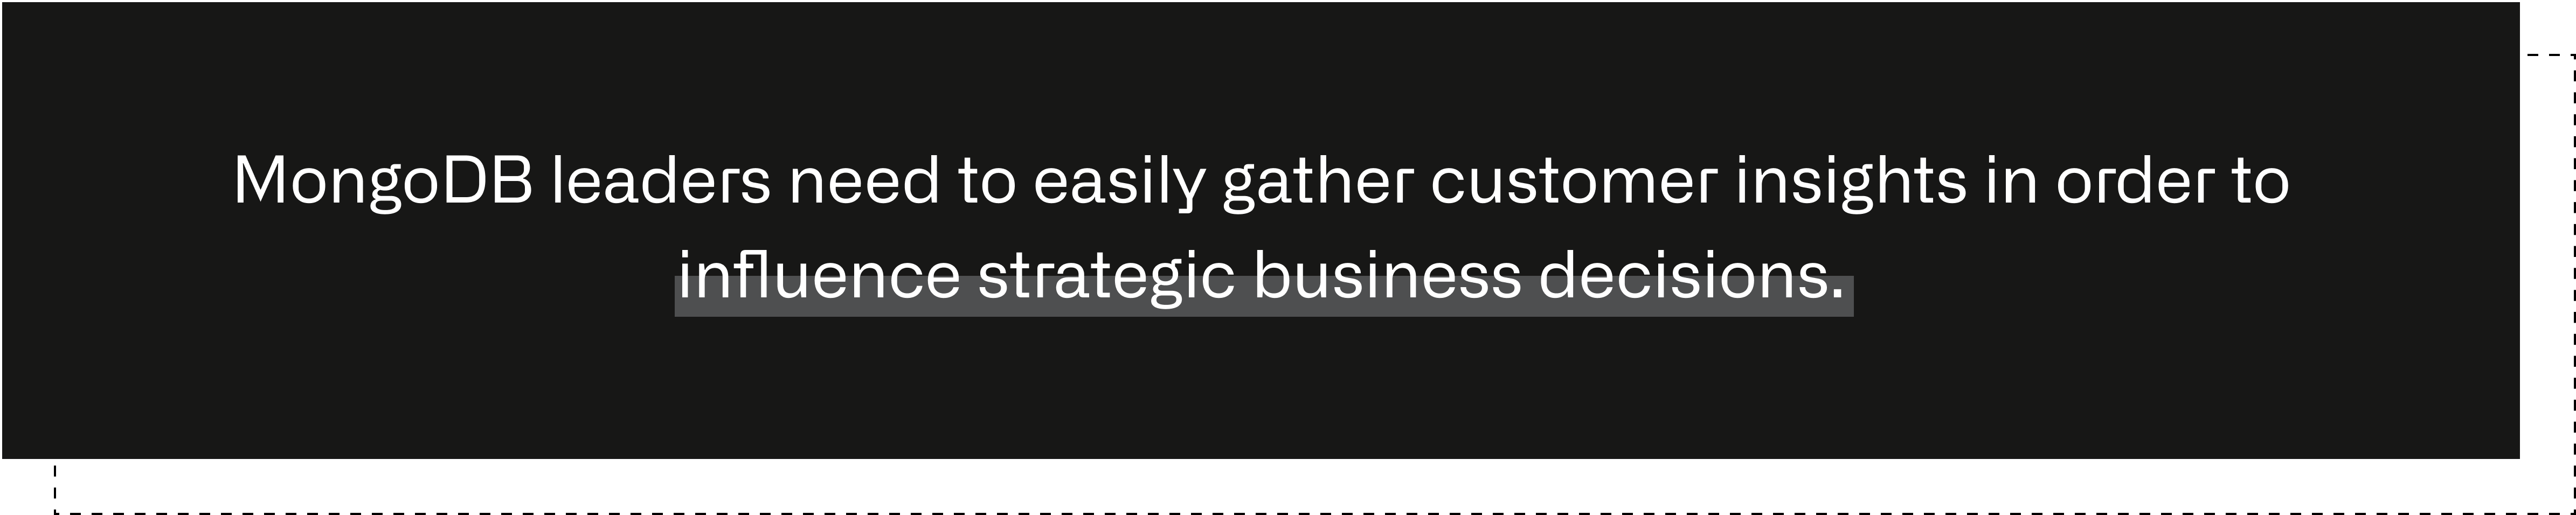 MongoDB leaders need to easily gather customer insights in order to
influence strategic business decisions.